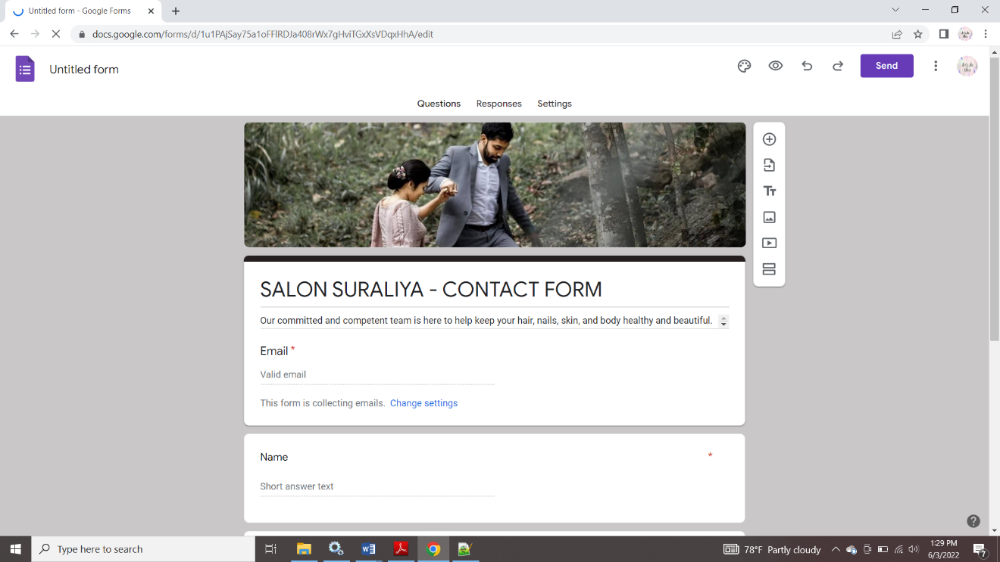 Untitled form - Google Forms
docs.google.com/forms/d/1u1PAjSay75a1oFFlRDJa408rWx7gHviTGxXsVDqxHhA/edit
Untitled form
Send
Questions Responses Settings
SALON SURALIYA - CONTACT FORM
Our committed and competent team is here to help keep your hair, nails, skin, and body healthy and beautiful.
Email *
Valid email
This form is collecting emails. Change settings
Name *
Short answer text
Type here to search
78°F Partly cloudy
1:29 PM
6/3/2022
7